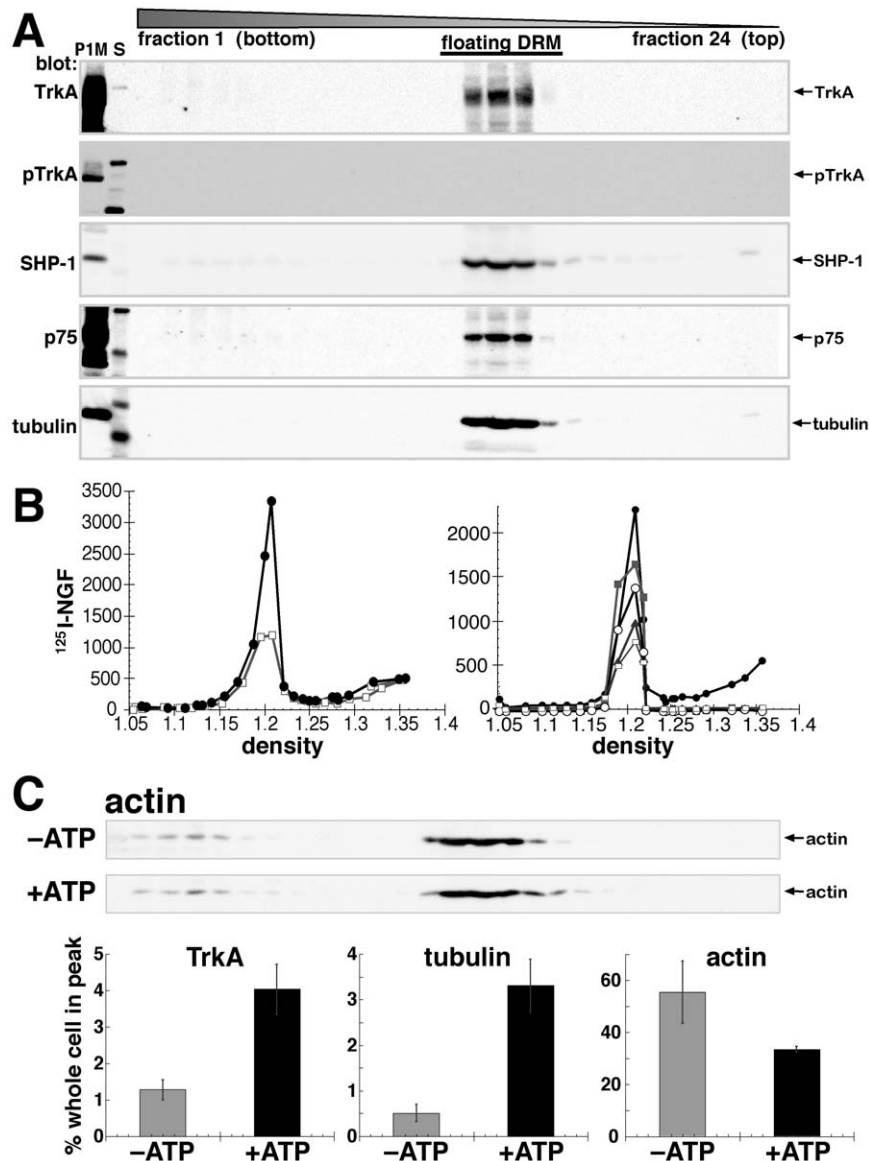 A
fraction 1 (bottom)
floating DRM
fraction 24 (top)
P1M S
blot:
TrkA
TrkA
pTrkA
pTrkA
SHP-1
SHP-1
p75
p75
tubulin
tubulin
B
3500
3000
2500
2000
1500
1000
500
0
125I-NGF
1.05 1.1 1.15 1.2 1.25 1.3 1.35 1.4
density
2000
1500
1000
500
0
1.05 1.1 1.15 1.2 1.25 1.3 1.35 1.4
density
C
actin
–ATP
actin
+ATP
actin
% whole cell in peak
TrkA
5
4
3
2
1
0
–ATP +ATP
tubulin
4
3
2
1
0
–ATP +ATP
actin
60
40
20
0
–ATP +ATP